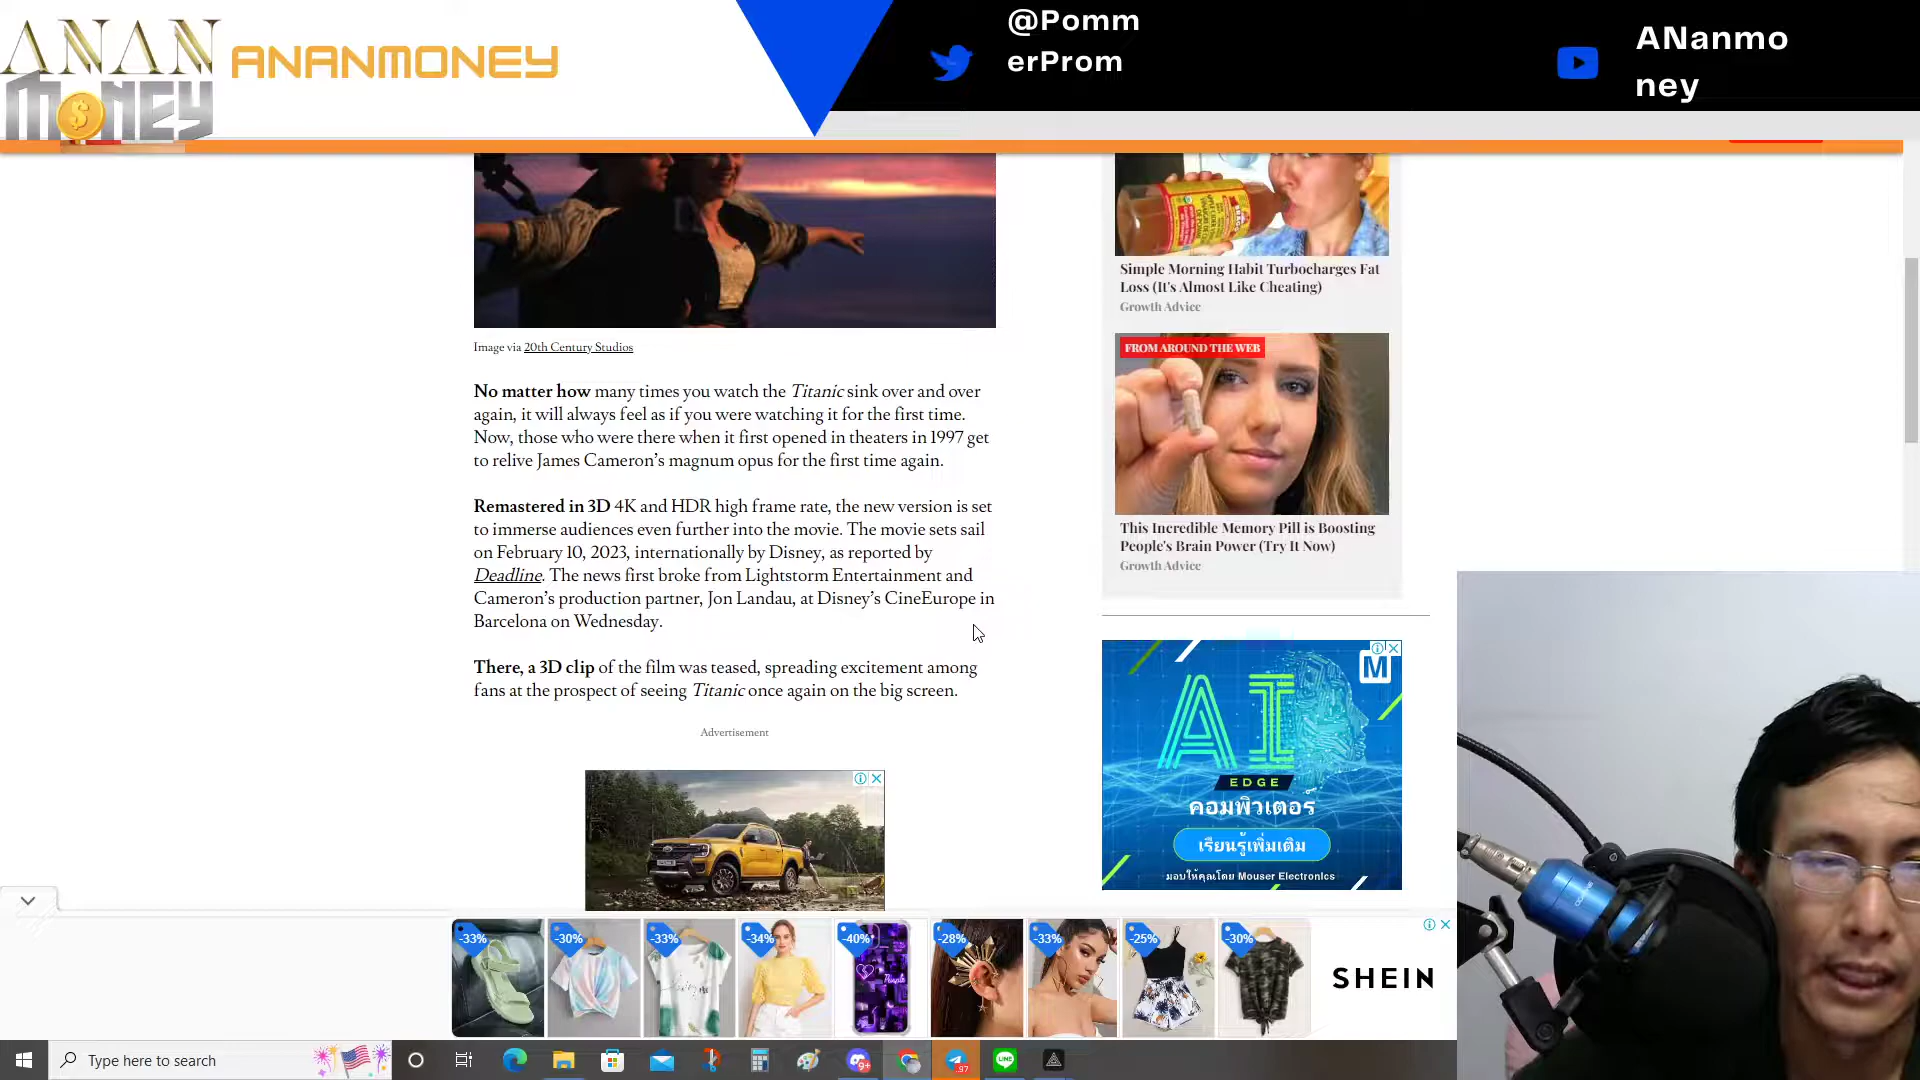 ANAN
MONEY
ANANMONEY
@Pomm
erProm
ANanmo
ney
Image via 20th Century Studios
No matter how many times you watch the Titanic sink over and over
again, it will always feel as if you were watching it for the first time.
Now, those who were there when it first opened in theaters in 1997 get
to relive James Cameron's magnum opus for the first time again.
Remastered in 3D 4K and HDR high frame rate, the new version is set
to immerse audiences even further into the movie. The movie sets sail
on February 10, 2023, internationally by Disney, as reported by
Deadline. The news first broke from Lightstorm Entertainment and
Cameron's production partner, Jon Landau, at Disney's CineEurope in
Barcelona on Wednesday.
There, a 3D clip of the film was teased, spreading excitement among
fans at the prospect of seeing Titanic once again on the big screen.
Advertisement
Simple Morning Habit Turbocharges Fat
Loss (It's Almost Like Cheating)
Growth Advice
FROM AROUND THE WEB
This Incredible Memory Pill is Boosting
People's Brain Power (Try It Now)
Growth Advice
M
AI
EDGE
คอมพิวเตอร์
เรียนรู้เพิ่มเติม
มอบให้คุณโดย Mouser Electronics
-33%
-30%
-33%
-34%
-40%
-28%
-33%
-25%
-30%
SHEIN
Type here to search
9+
97
LINE